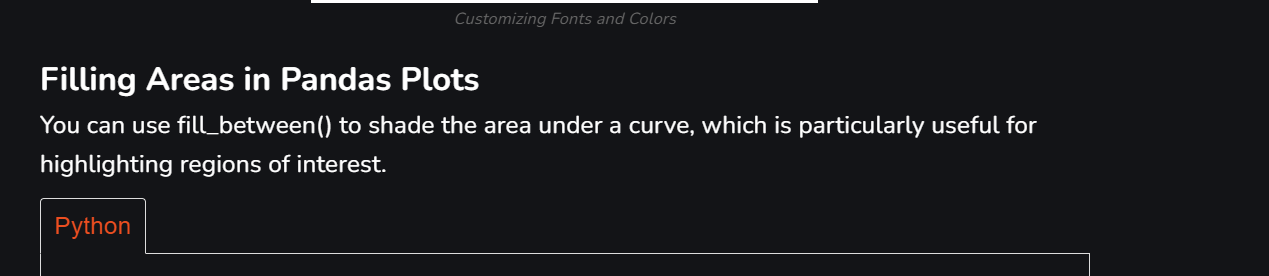 Customizing Fonts and Colors
Filling Areas in Pandas Plots
You can use fill_between() to shade the area under a curve, which is particularly useful for
highlighting regions of interest.
Python